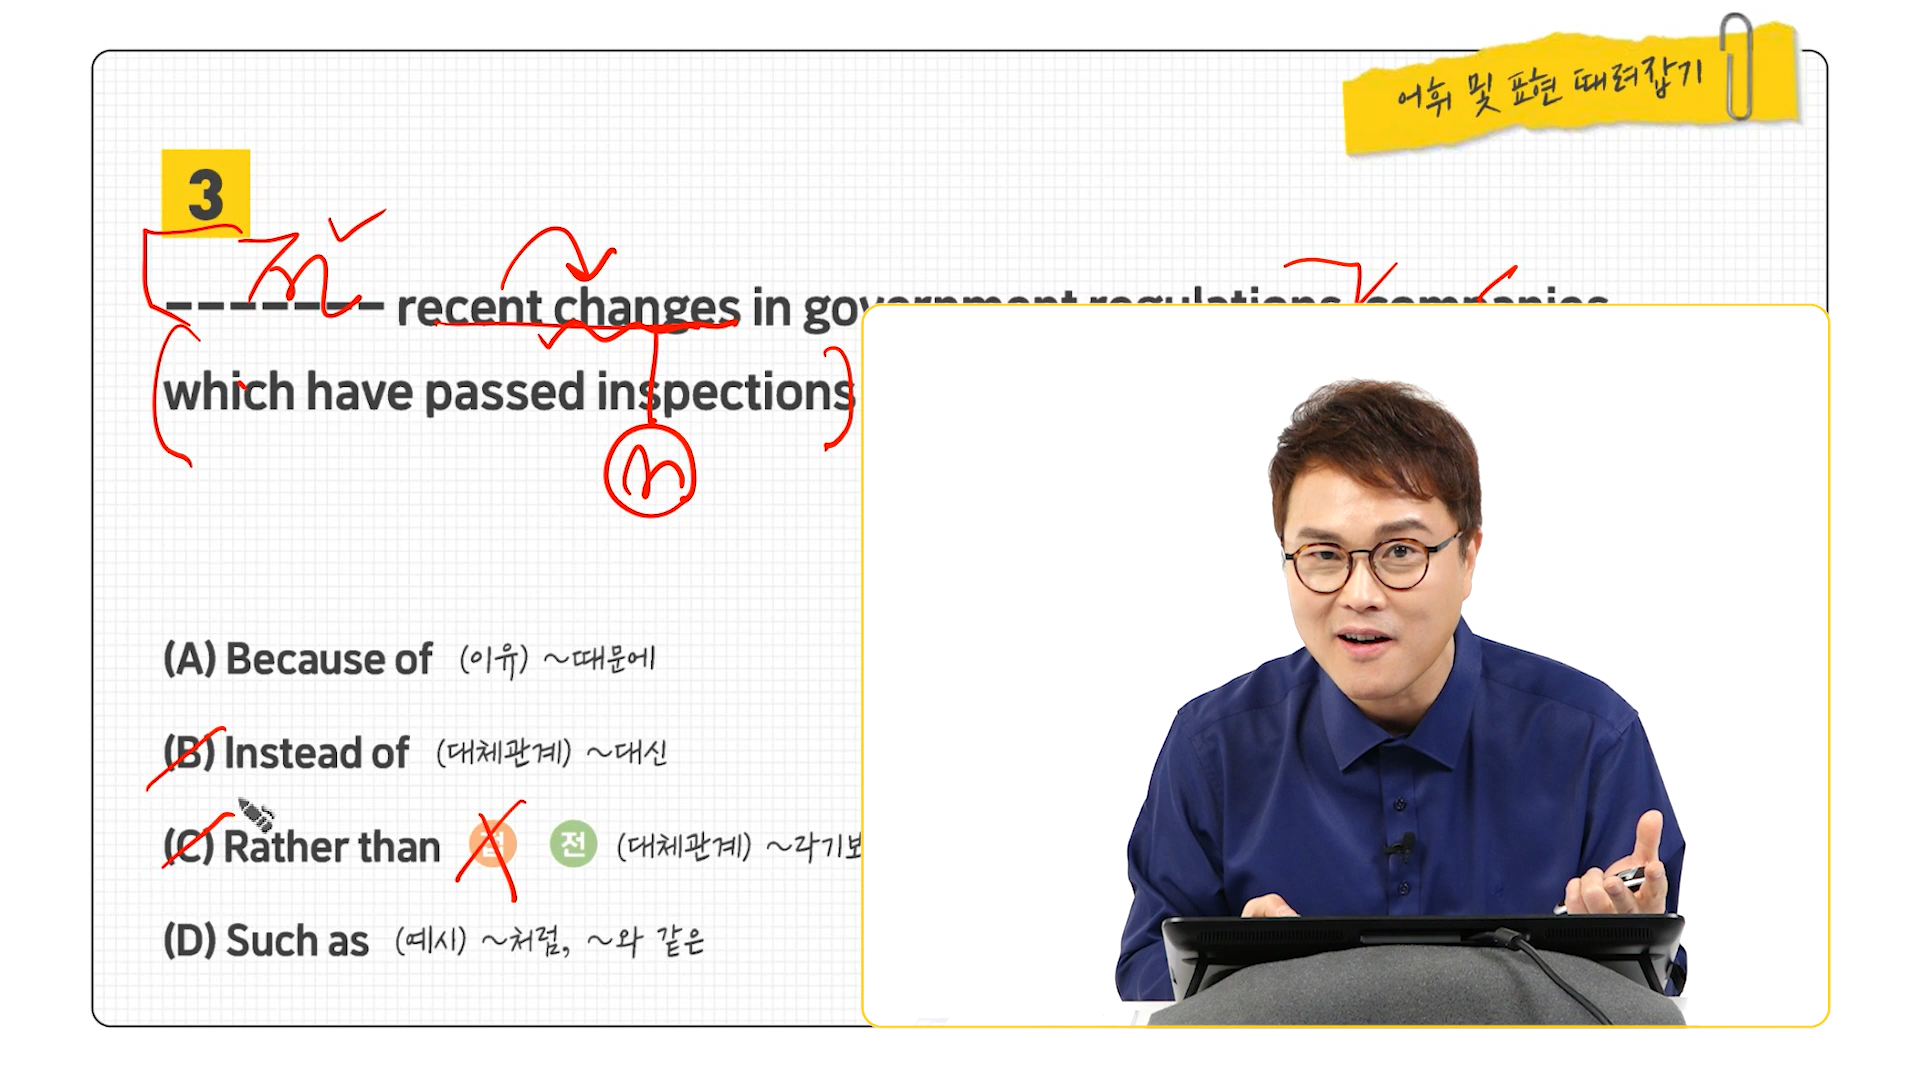 어휘 및 표현 때려잡기
3
------- recent changes in government regulations, companies
which have passed inspections
n
(A) Because of (이유) ~때문에
(B) Instead of (대체관계) ~대신
(C) Rather than 전 (대체관계) ~라기보
(D) Such as (예시) ~처럼, ~와 같은